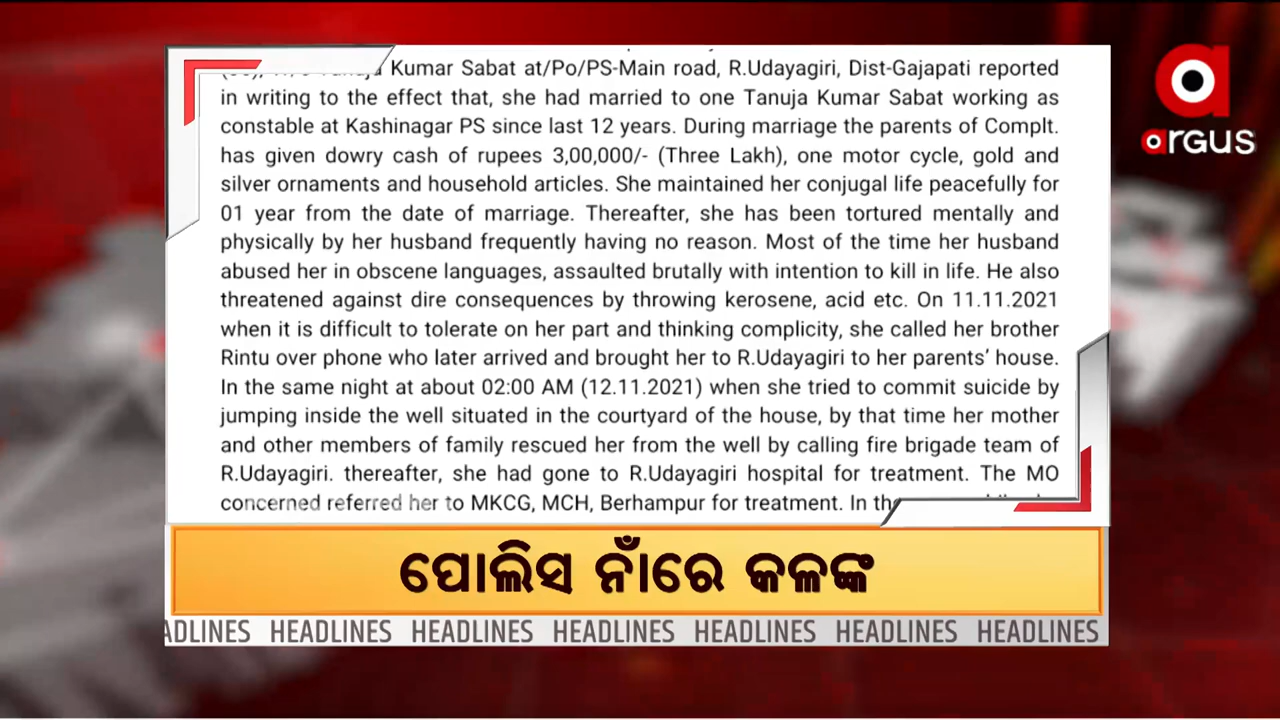 Kumar Sabat at/Po/PS-Main road, R.Udayagiri, Dist-Gajapati reported
in writing to the effect that, she had married to one Tanuja Kumar Sabat working as
constable at Kashinagar PS since last 12 years. During marriage the parents of Complt.
has given dowry cash of rupees 3,00,000/- (Three Lakh), one motor cycle, gold and
silver ornaments and household articles. She maintained her conjugal life peacefully for
01 year from the date of marriage. Thereafter, she has been tortured mentally and
physically by her husband frequently having no reason. Most of the time her husband
abused her in obscene languages, assaulted brutally with intention to kill in life. He also
threatened against dire consequences by throwing kerosene, acid etc. On 11.11.2021
when it is difficult to tolerate on her part and thinking complicity, she called her brother
Rintu over phone who later arrived and brought her to R.Udayagiri to her parents’ house.
In the same night at about 02:00 AM (12.11.2021) when she tried to commit suicide by
jumping inside the well situated in the courtyard of the house, by that time her mother
and other members of family rescued her from the well by calling fire brigade team of
R.Udayagiri. thereafter, she had gone to R.Udayagiri hospital for treatment. The MO
concerned referred her to MKCG, MCH, Berhampur for treatment. In
argus
ପୋଲିସ ନାଁରେ କଳଙ୍କ
HEADLINES HEADLINES HEADLINES HEADLINES HEADLINES HEADLINES